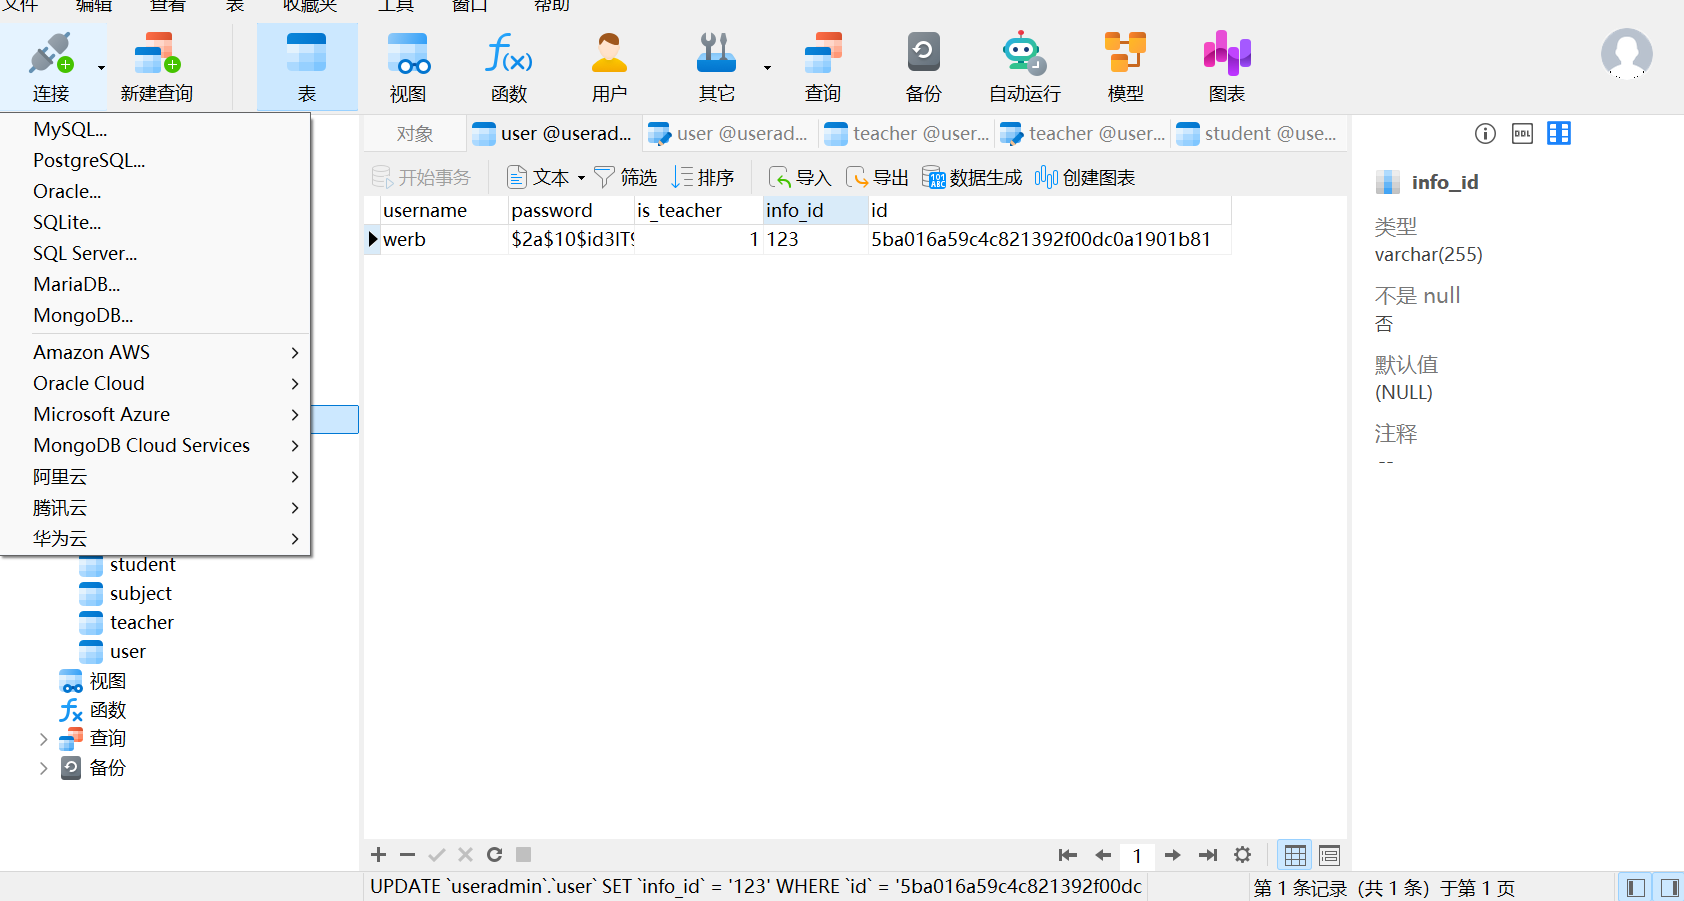 文件 编辑 查看 表 收藏夹 工具 窗口 帮助
连接 新建查询 表 视图 函数 用户 其它 查询 备份 自动运行 模型 图表
MySQL...
PostgreSQL...
Oracle...
SQLite...
SQL Server...
MariaDB...
MongoDB...
Amazon AWS
Oracle Cloud
Microsoft Azure
MongoDB Cloud Services
阿里云
腾讯云
华为云
student
subject
teacher
user
视图
函数
查询
备份
对象 user @userad... user @userad... teacher @user... teacher @user... student @use...
开始事务 文本 筛选 排序 导入 导出 数据生成 创建图表
username password is_teacher info_id id
werb $2a$10$id3lT9 1 123 5ba016a59c4c821392f00dc0a1901b81
DDL
info_id
类型
varchar(255)
不是 null
否
默认值
(NULL)
注释
--
1
UPDATE `useradmin`.`user` SET `info_id` = '123' WHERE `id` = '5ba016a59c4c821392f00dc
第 1 条记录 (共 1 条) 于第 1 页